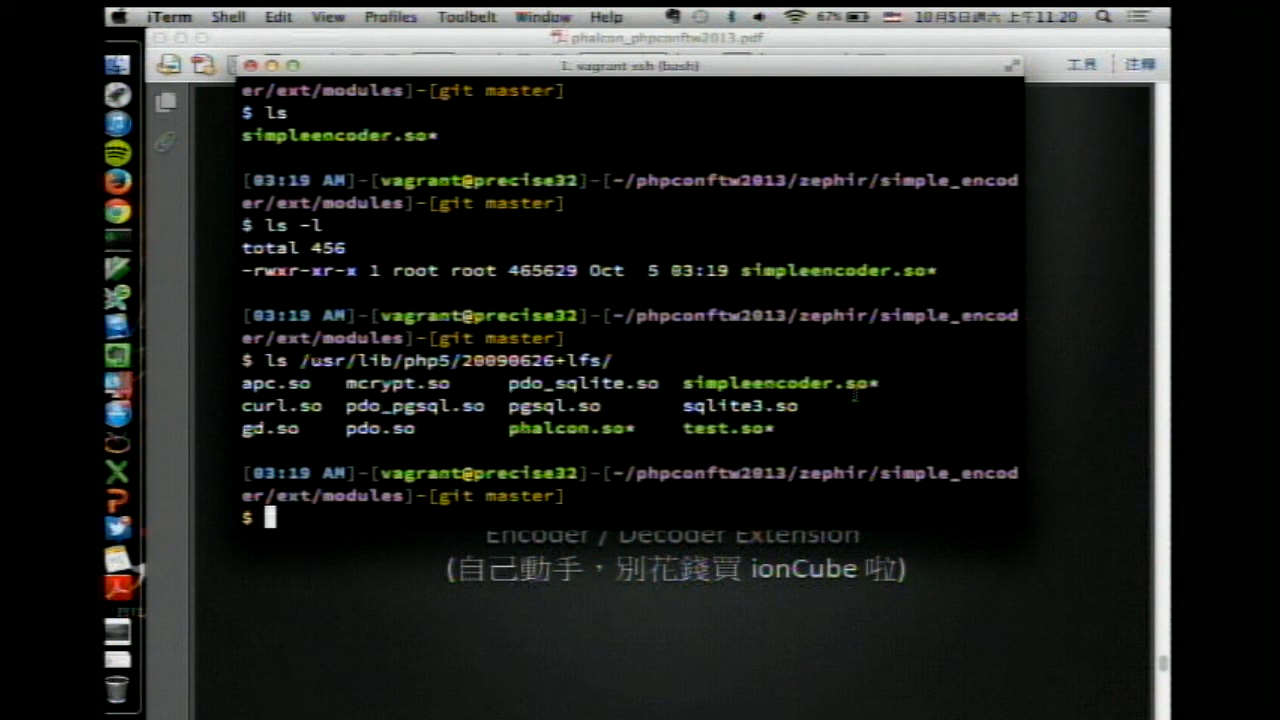 iTerm Shell Edit View Profiles Toolbelt Window Help 67% 10月5日週六 上午11:20
phalcon_phpconftw2013.pdf
1. vagrant ssh (bash)
工具 注釋
er/ext/modules]-[git master]
$ ls
simpleencoder.so*
[03:19 AM]-[vagrant@precise32]-[~/phpconftw2013/zephir/simple_encod
er/ext/modules]-[git master]
$ ls -l
total 456
-rwxr-xr-x 1 root root 465629 Oct  5 03:19 simpleencoder.so*
[03:19 AM]-[vagrant@precise32]-[~/phpconftw2013/zephir/simple_encod
er/ext/modules]-[git master]
$ ls /usr/lib/php5/20090626+lfs/
apc.so mcrypt.so pdo_sqlite.so simpleencoder.so*
curl.so pdo_pgsql.so pgsql.so sqlite3.so
gd.so pdo.so phalcon.so* test.so*
[03:19 AM]-[vagrant@precise32]-[~/phpconftw2013/zephir/simple_encod
er/ext/modules]-[git master]
$
Encoder / Decoder Extension
(自己動手，別花錢買 ionCube 啦)